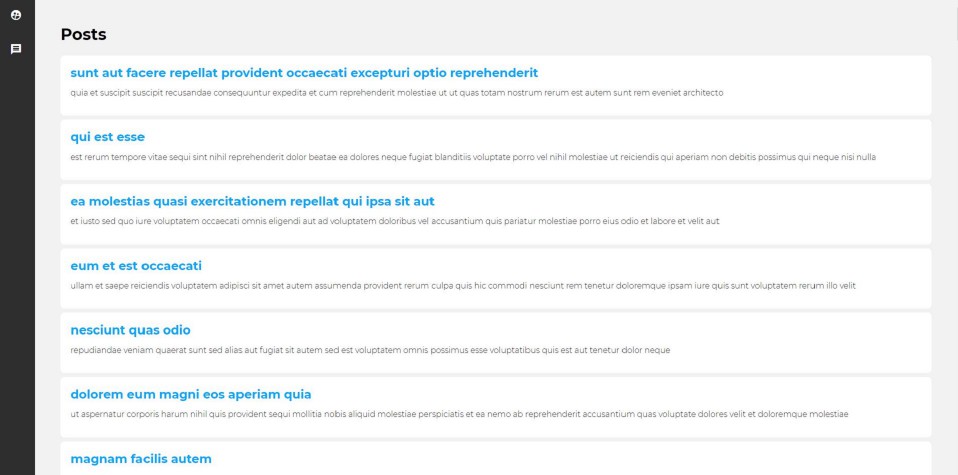 Posts
sunt aut facere repellat provident occaecati excepturi optio reprehenderit
quia et suscipit suscipit recusandae consequuntur expedita et cum reprehenderit molestiae ut ut quas totam nostrum rerum est autem sunt rem eveniet architecto
qui est esse
est rerum tempore vitae sequi sint nihil reprehenderit dolor beatae ea dolores neque fugiat blanditiis voluptate porro vel nihil molestiae ut reiciendis qui aperiam non debitis possimus qui neque nisi nulla
ea molestias quasi exercitationem repellat qui ipsa sit aut
et iusto sed quo iure voluptatem occaecati omnis eligendi aut ad voluptatem doloribus vel accusantium quis pariatur molestiae porro eius odio et labore et velit aut
eum et est occaecati
ullam et saepe reiciendis voluptatem adipisci sit amet autem assumenda provident rerum culpa quis hic commodi nesciunt rem tenetur doloremque ipsam iure quis sunt voluptatem rerum illo velit
nesciunt quas odio
repudiandae veniam quaerat sunt sed alias aut fugiat sit autem sed est voluptatem omnis possimus esse voluptatibus quis est aut tenetur dolor neque
dolorem eum magni eos aperiam quia
ut aspernatur corporis harum nihil quis provident sequi mollitia nobis aliquid molestiae perspiciatis et ea nemo ab reprehenderit accusantium quas voluptate dolores velit et doloremque molestiae
magnam facilis autem